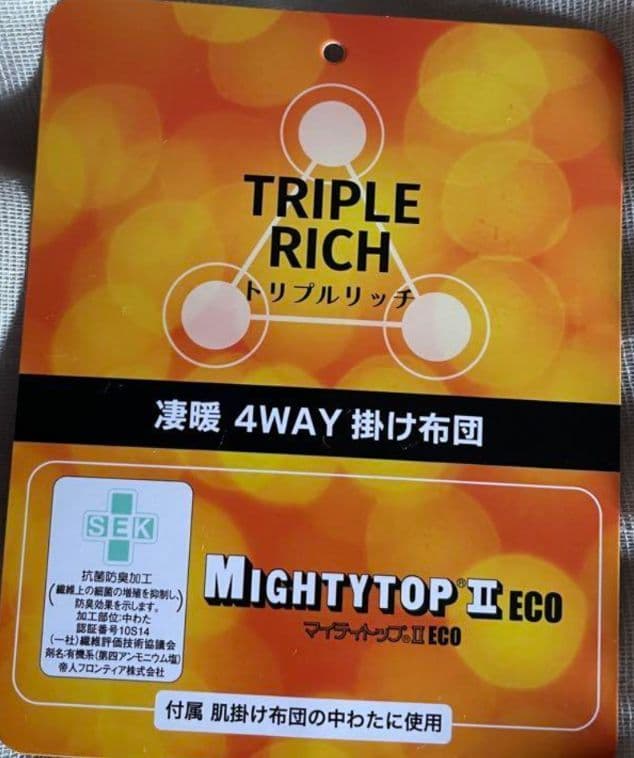 TRIPLE
RICH
トリプルリッチ
凄暖 4WAY 掛け布団
SEK
抗菌防臭加工
(繊維上の細菌の増殖を抑制し、
防臭効果を示します。)
加工部位:中わた
認証番号10S14
(一社)繊維評価技術協議会
剤名:有機系(第四アンモニウム塩)
帝人フロンティア株式会社
MIGHTYTOP®II ECO
マイティトップ®II ECO
付属 肌掛け布団の中わたに使用